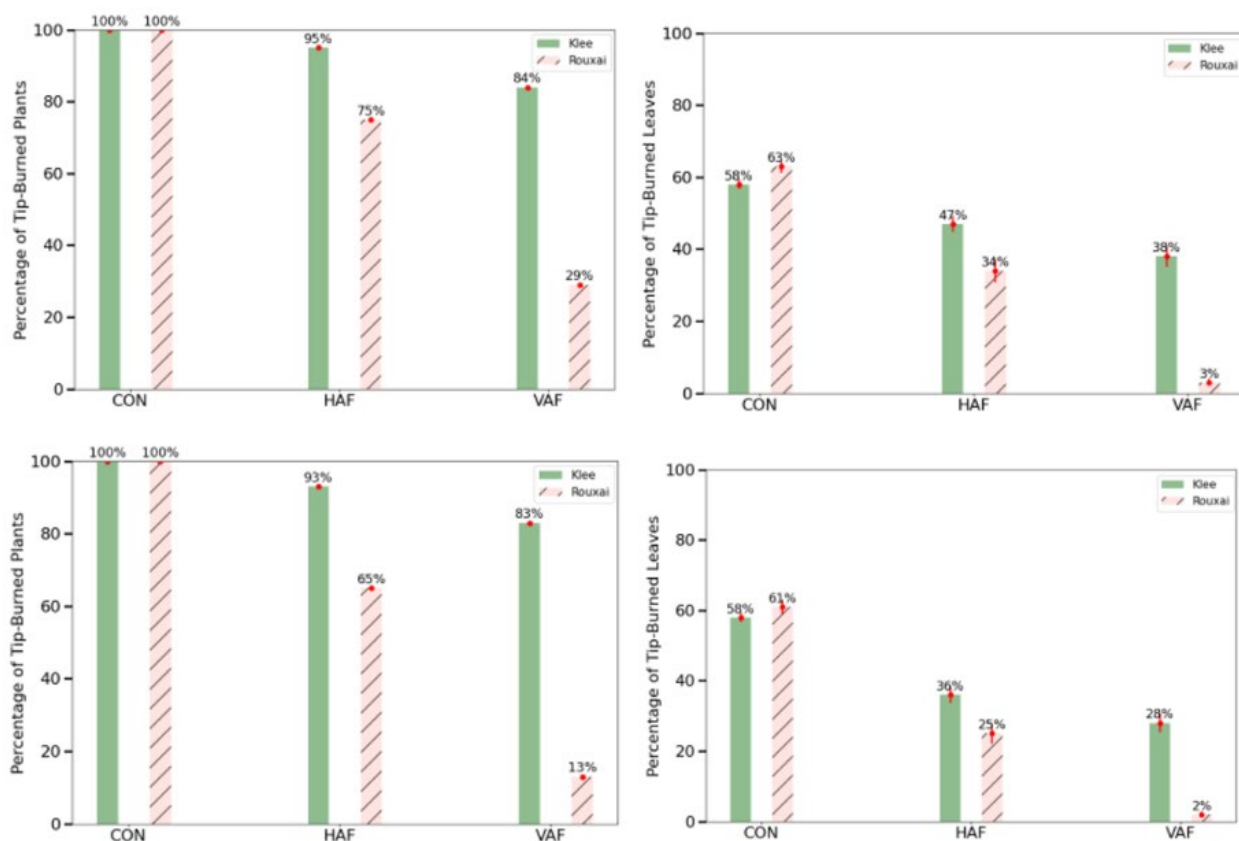 100% 100%
100
Klee
Rouxai
95%
84%
80
75%
60
40
29%
20
0
CON HAF VAF
Percentage of Tip-Burned Plants
100
Klee
Rouxai
80
63%
58%
60
47%
40
38%
34%
20
3%
0
CON HAF VAF
Percentage of Tip-Burned Leaves
100% 100%
100
Klee
Rouxai
93%
83%
80
65%
60
40
20
13%
0
CON HAF VAF
Percentage of Tip-Burned Plants
100
Klee
Rouxai
80
61%
58%
60
40
36%
28%
25%
20
2%
0
CON HAF VAF
Percentage of Tip-Burned Leaves